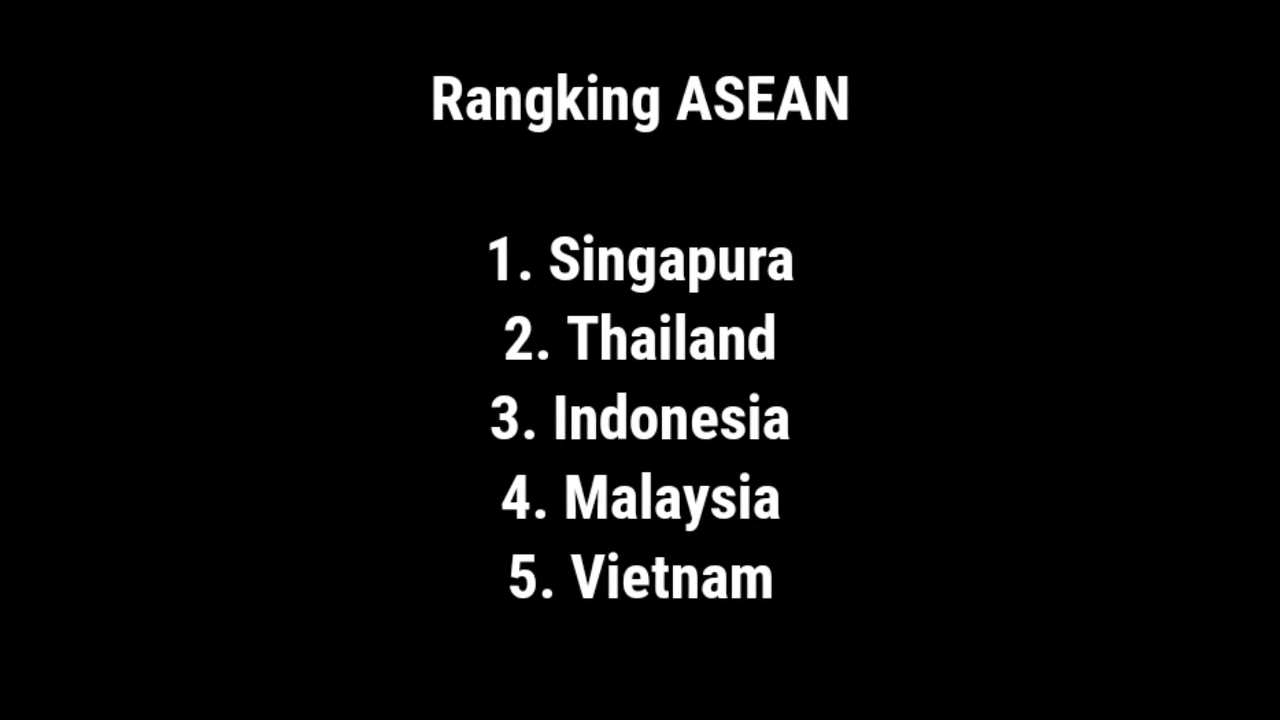 Rangking ASEAN
1. Singapura
2. Thailand
3. Indonesia
4. Malaysia
5. Vietnam